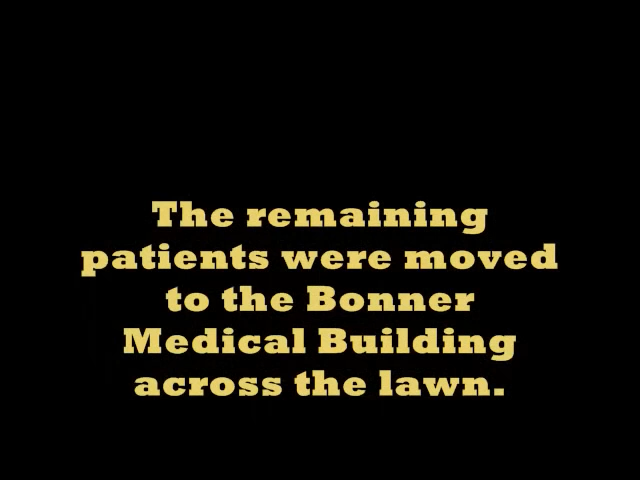 The remaining
patients were moved
to the Bonner
Medical Building
across the lawn.